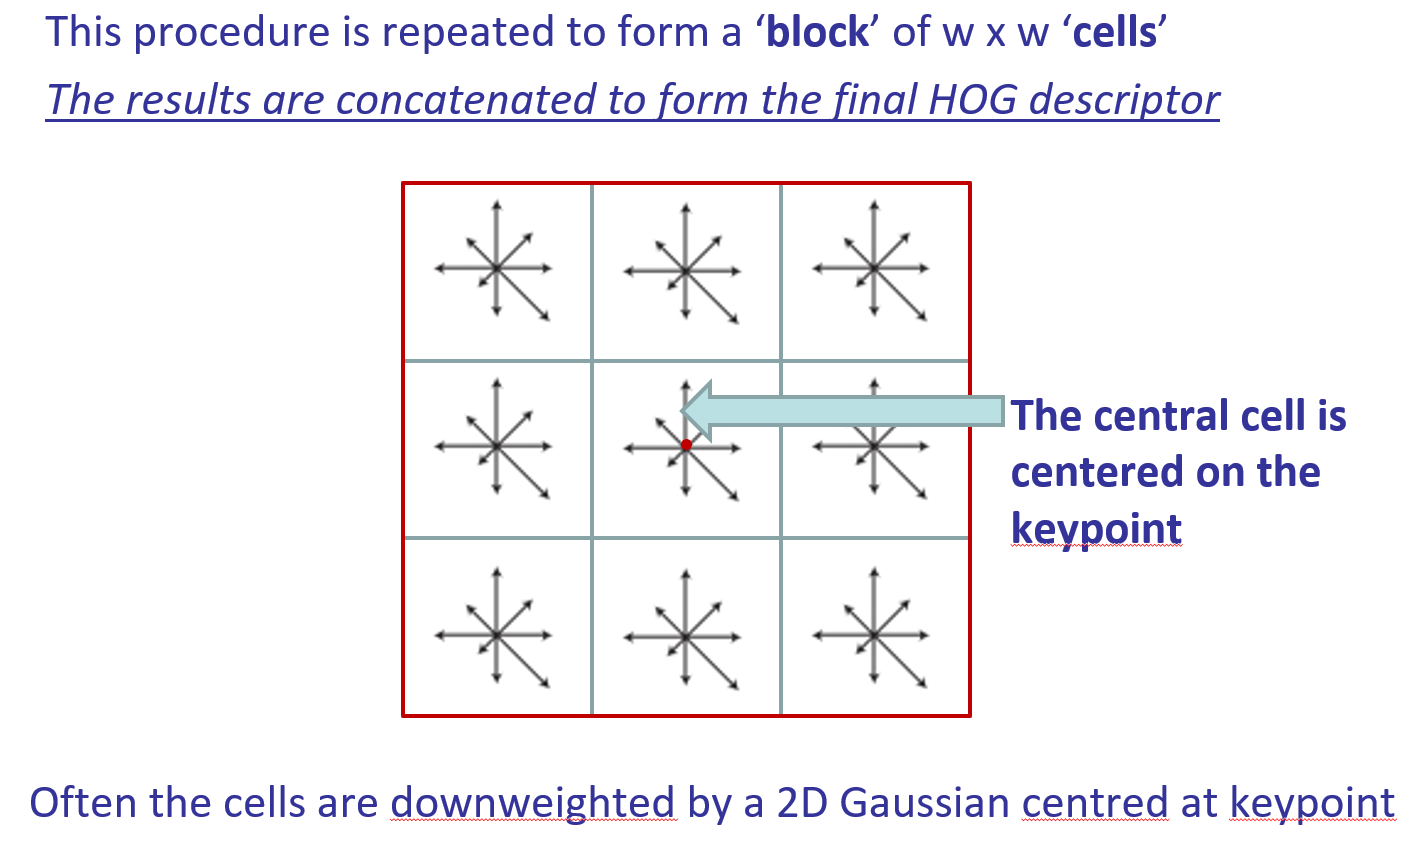 This procedure is repeated to form a ‘block’ of w x w ‘cells’
The results are concatenated to form the final HOG descriptor
The central cell is
centered on the
keypoint
Often the cells are downweighted by a 2D Gaussian centred at keypoint